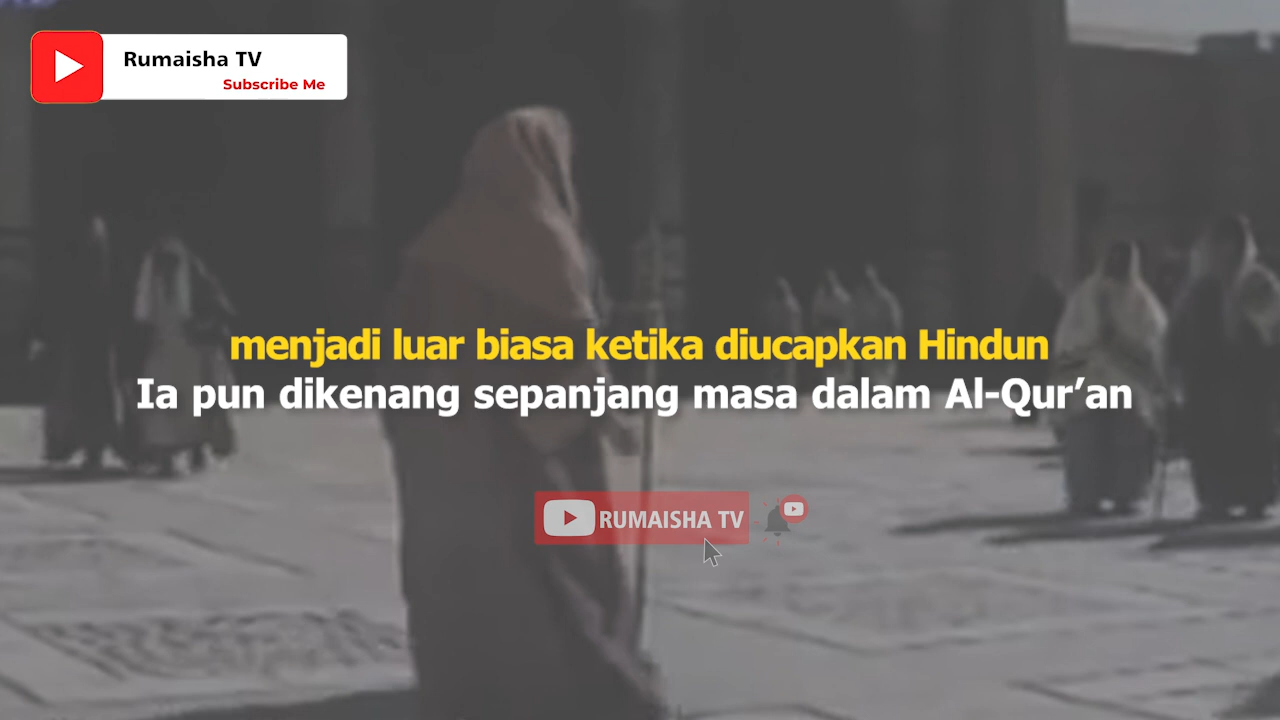 Rumaisha TV
Subscribe Me
menjadi luar biasa ketika diucapkan Hindun
Ia pun dikenang sepanjang masa dalam Al-Qur’an
RUMAISHA TV